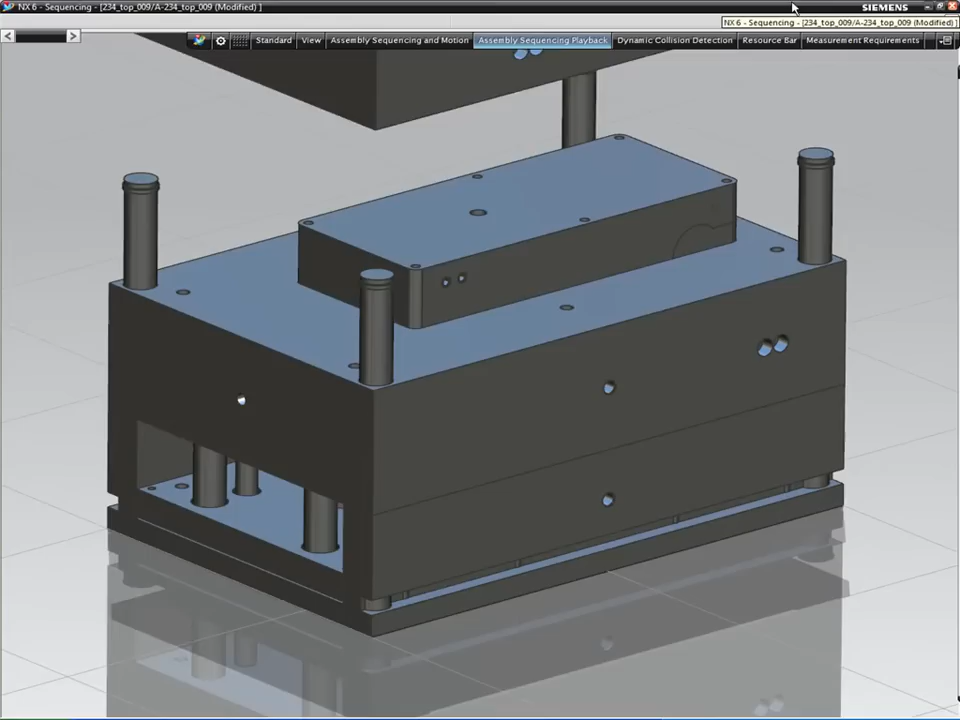 NX 6 - Sequencing - [234_top_009/A-234_top_009 (Modified) ]
SIEMENS
NX 6 - Sequencing - [234_top_009/A-234_top_009 (Modified) ]
Standard View Assembly Sequencing and Motion Assembly Sequencing Playback Dynamic Collision Detection Resource Bar Measurement Requirements